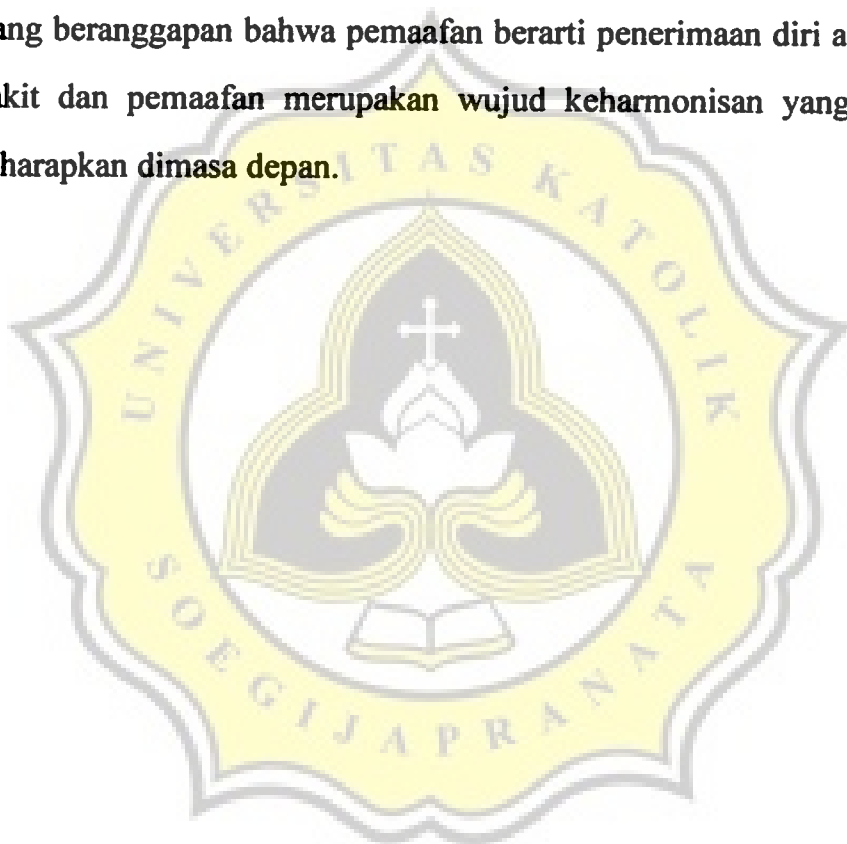 ang beranggapan bahwa pemaafan berarti penerimaan diri a
kit dan pemaafan merupakan wujud keharmonisan yang
harapkan dimasa depan.
UNIVERSITAS KATOLIK
SOEGIJAPRANATA